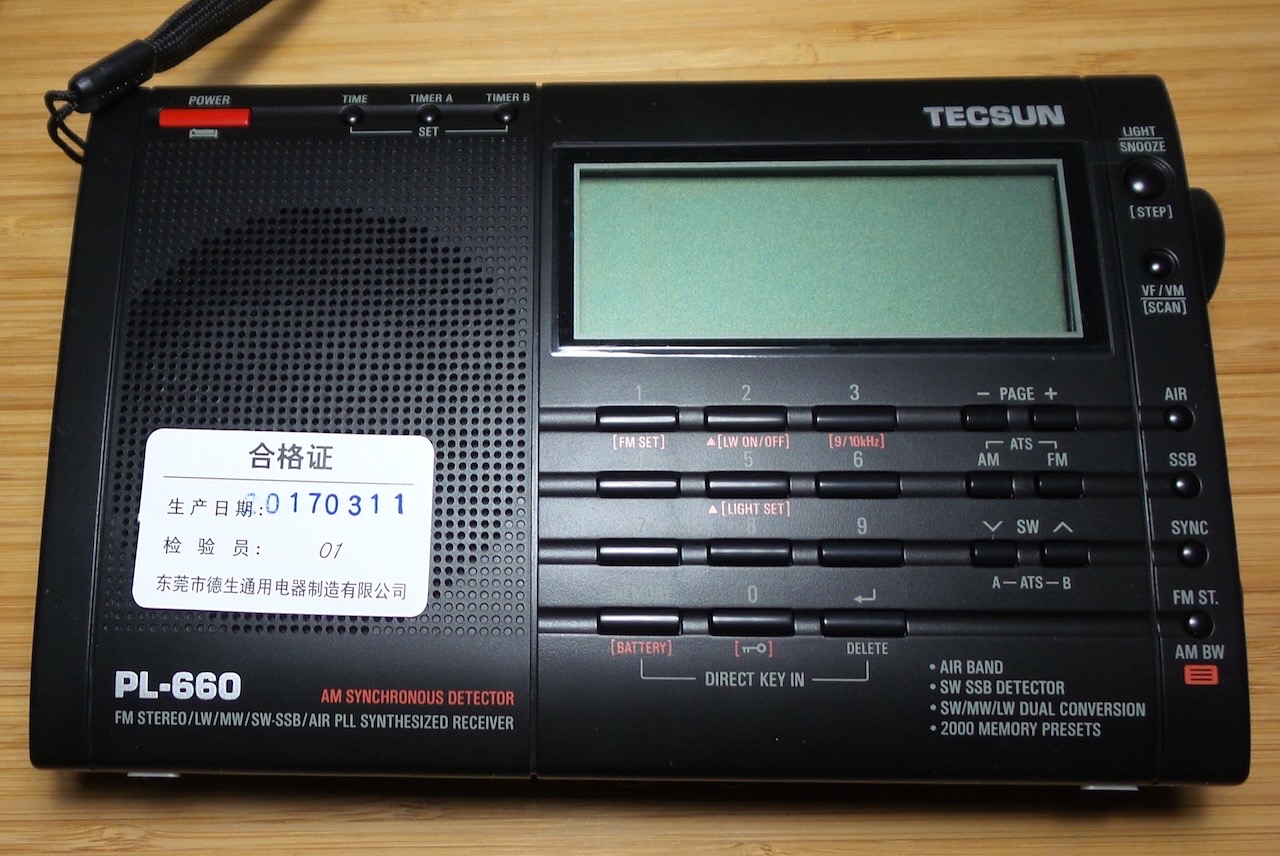 POWER
TIME TIMER A TIMER B
SET
TECSUN
LIGHT
SNOOZE
[STEP]
VF / VM
[SCAN]
1 2 3 − PAGE + AIR
[FM SET] ▲[LW ON/OFF] [9/10kHz] ATS
5 6 AM FM SSB
▲[LIGHT SET]
7 8 9 SW SYNC
A—ATS—B
MEMORY 0 FM ST.
[BATTERY] DELETE AM BW
DIRECT KEY IN
合格证
生产日期:20170311
检验员: 01
东莞市德生通用电器制造有限公司
PL-660
AM SYNCHRONOUS DETECTOR
FM STEREO/LW/MW/SW-SSB/AIR PLL SYNTHESIZED RECEIVER
• AIR BAND
• SW SSB DETECTOR
• SW/MW/LW DUAL CONVERSION
• 2000 MEMORY PRESETS